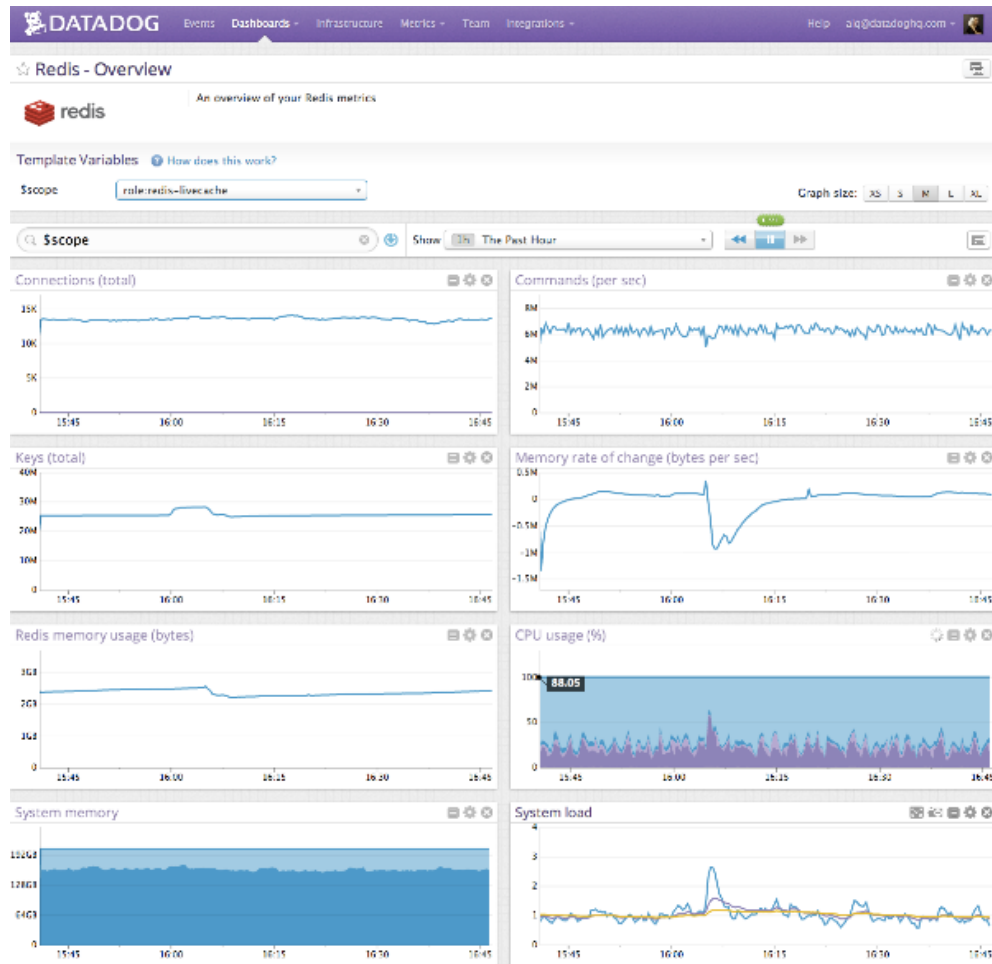 DATADOG Events Dashboards Infrastructure Metrics Team Integrations Help alq@datadoghq.com
Redis - Overview
redis
An overview of your Redis metrics
Template Variables How does this work?
$scope role:redis-livecache
Graph size: XS S M L XL
$scope Show 1h The Past Hour
Connections (total)
15K
10K
5K
0
15:45 16:00 16:15 16:30 16:45
Commands (per sec)
8M
6M
4M
2M
0
15:45 16:00 16:15 16:30 16:45
Keys (total)
40M
30M
20M
10M
0
15:45 16:00 16:15 16:30 16:45
Memory rate of change (bytes per sec)
0.5M
0
-0.5M
-1M
-1.5M
15:45 16:00 16:15 16:30 16:45
Redis memory usage (bytes)
3GB
2GB
1GB
0
15:45 16:00 16:15 16:30 16:45
CPU usage (%)
100
88.05
50
0
15:45 16:00 16:15 16:30 16:45
System memory
192GB
128GB
64GB
0
15:45 16:00 16:15 16:30 16:45
System load
4
3
2
1
0
15:45 16:00 16:15 16:30 16:45